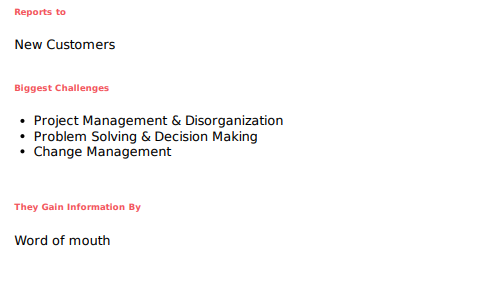 Reports to
New Customers
Biggest Challenges
• Project Management & Disorganization
• Problem Solving & Decision Making
• Change Management
They Gain Information By
Word of mouth